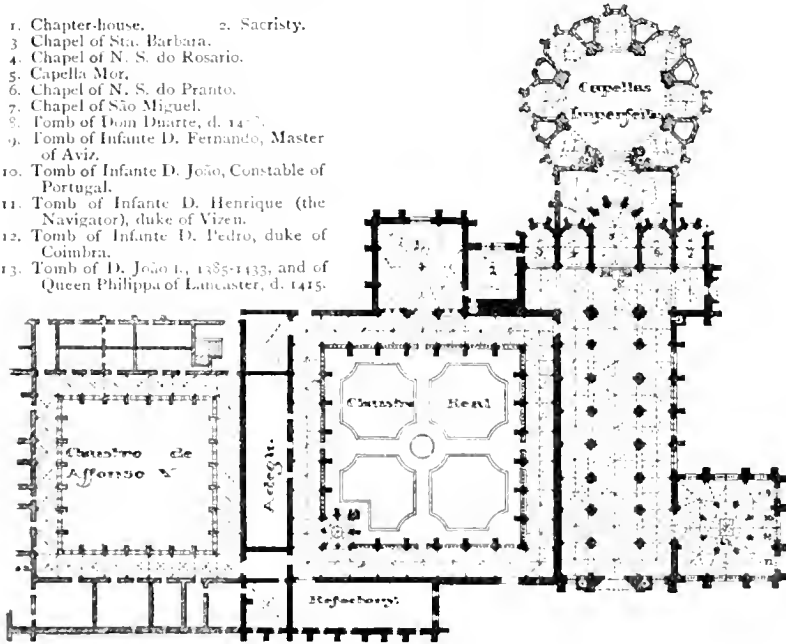 1. Chapter-house. 2. Sacristy.
3 Chapel of Sta. Barbara.
4. Chapel of N. S. do Rosario.
5. Capella Mor.
6. Chapel of N. S. do Pranto.
7. Chapel of São Miguel.
8. Tomb of Dom Duarte, d.
9. Tomb of Infante D. Fernando, Master
of Aviz.
10. Tomb of Infante D. João, Constable of
Portugal.
11. Tomb of Infante D. Henrique (the
Navigator), duke of Vizeu.
12. Tomb of Infante D. Pedro, duke of
Coimbra.
13. Tomb of D. João I., 1385-1433, and of
Queen Philippa of Lancaster, d. 1415.
Capellas
Imperfeitas
2
4
6
Claustro Real
Claustro de
Affonso V
Adega.
Refectory.